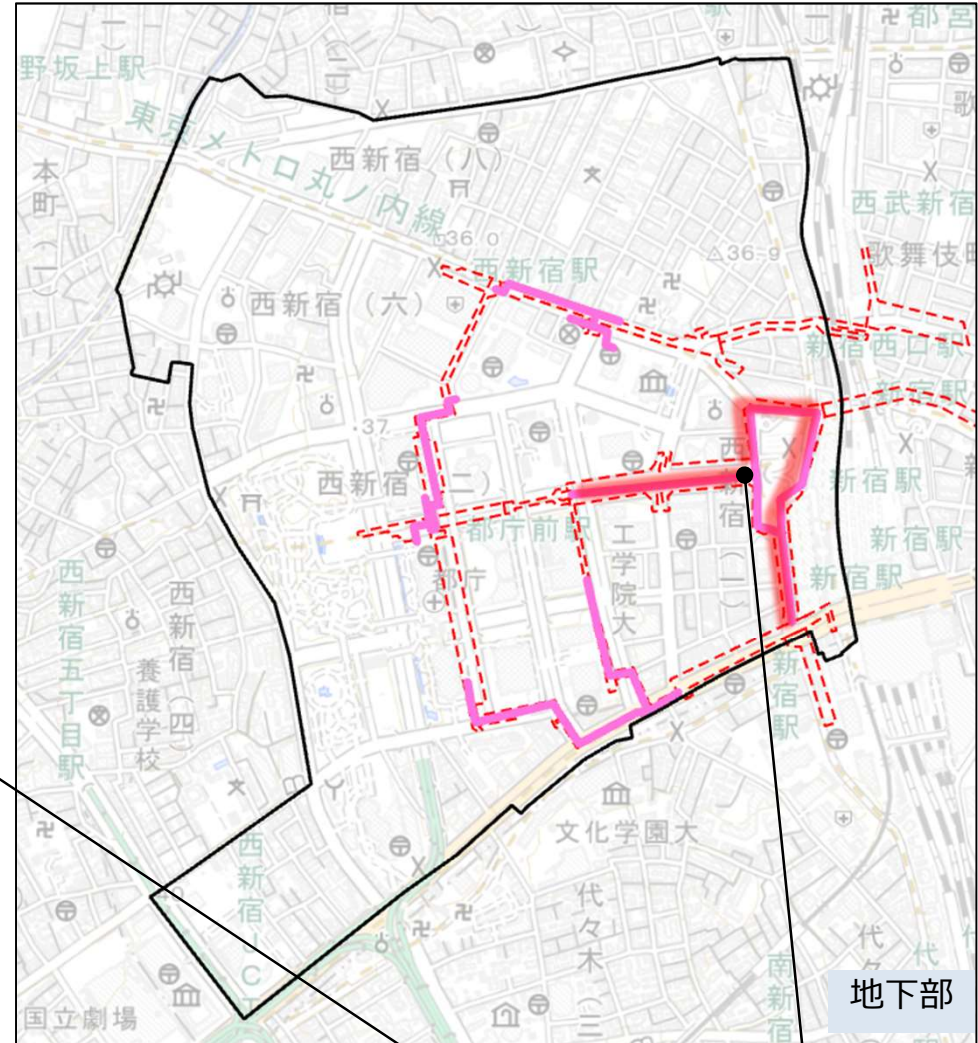 都宮
野坂上駅
東京メトロ丸ノ内線
西新宿(八)
本町(一)
西武新宿
36.0
西新宿駅
36-9
歌舞伎町
西新宿(六)
新宿西口駅
新宿駅
・37
西新宿(二)
西新宿(一)
新宿駅
都庁前駅
工学院大
新宿駅
都庁
新宿駅
西新宿五丁目駅
西新宿(四)
養護学校
新宿駅
文化学園大
西新宿JCT
代々木(三)
南新宿
国立劇場
地下部